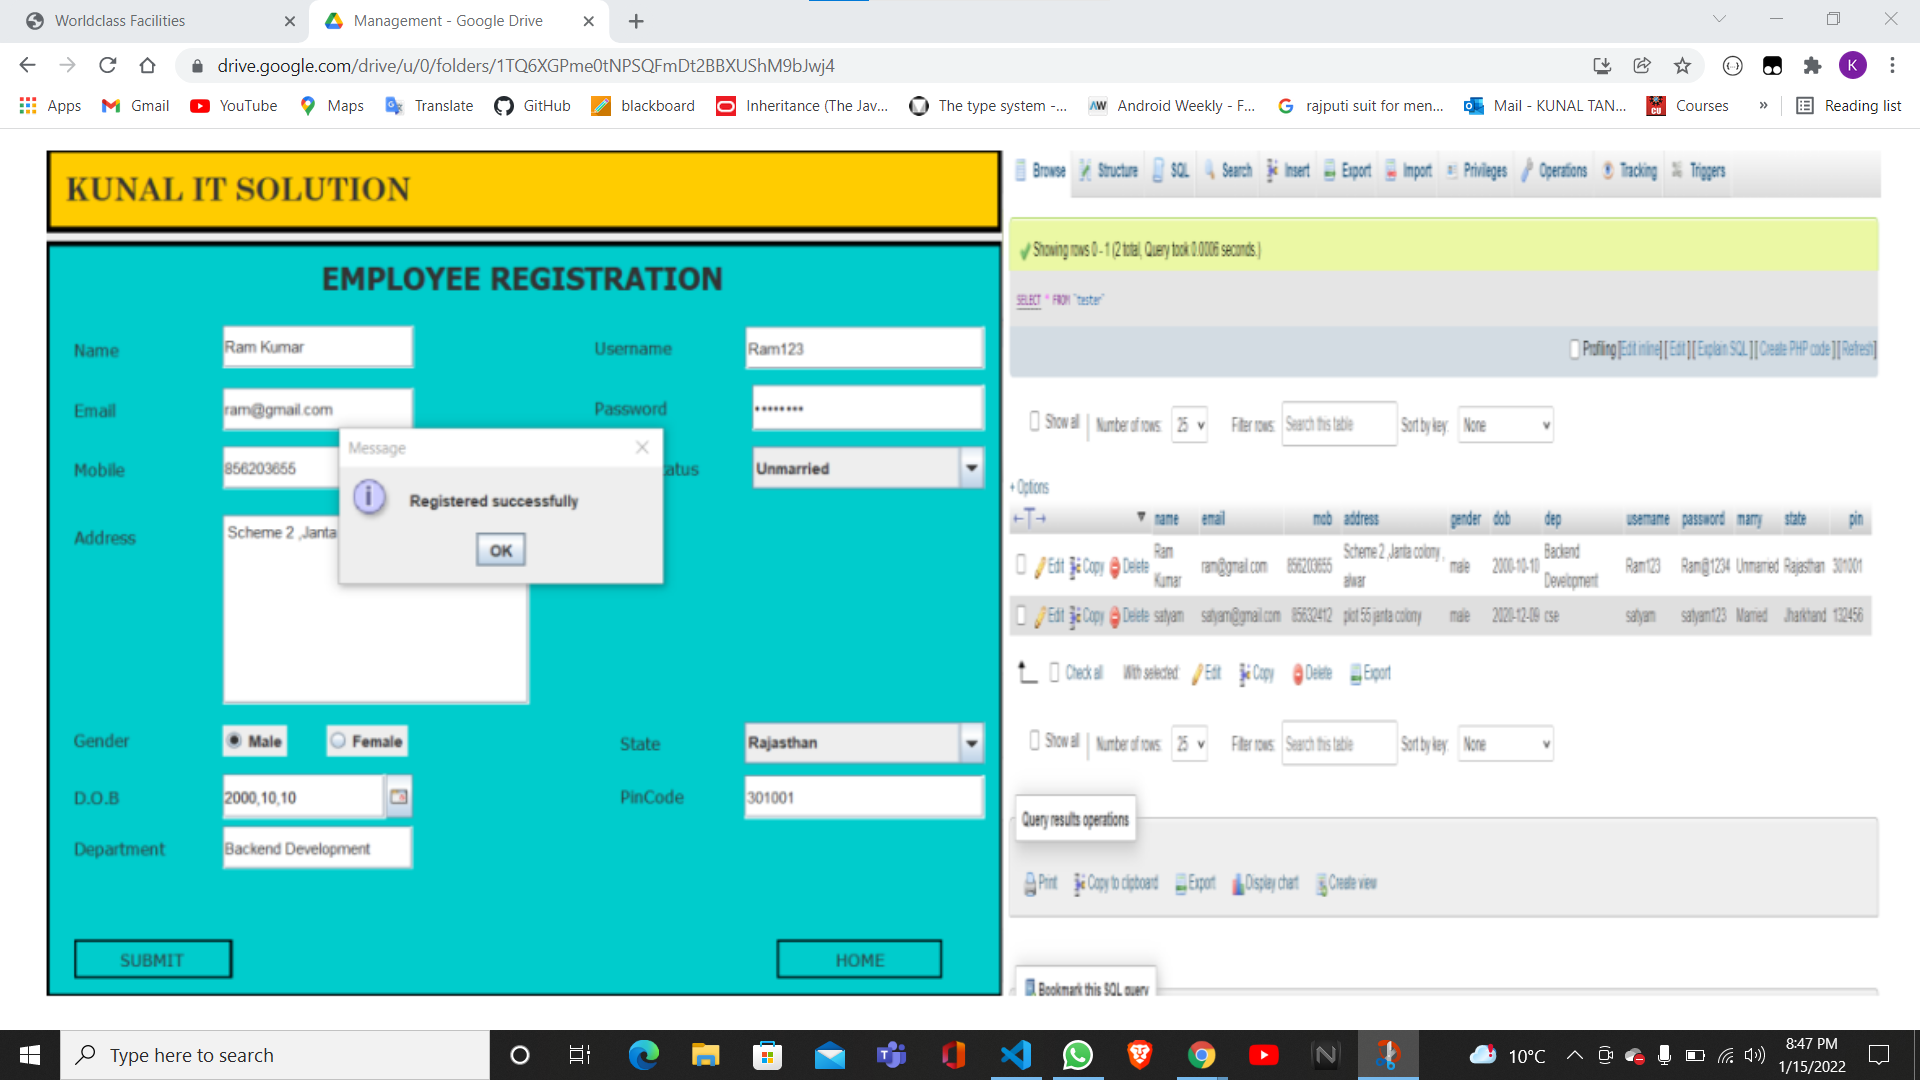 Worldclass Facilities
Management - Google Drive
drive.google.com/drive/u/0/folders/1TQ6XGPme0tNPSQFmDt2BBXUShM9bJwj4
K
Apps Gmail YouTube Maps Translate GitHub blackboard Inheritance (The Jav... The type system -... Android Weekly - F... rajputi suit for men... Mail - KUNAL TAN... Courses » Reading list
KUNAL IT SOLUTION
EMPLOYEE REGISTRATION
Name Ram Kumar Username Ram123
Email ram@gmail.com Password ••••••••
Mobile 856203655 atus Unmarried
Message
Registered successfully
OK
Address Scheme 2 ,Janta
Gender Male Female State Rajasthan
D.O.B 2000,10,10 PinCode 301001
Department Backend Development
SUBMIT HOME
Browse Structure SQL Search Insert Export Import Privileges Operations Tracking Triggers
Showing rows 0 - 1 (2 total, Query took 0.0006 seconds.)
SELECT * FROM `tester`
Profiling [Edit inline] [ Edit ] [ Explain SQL ] [ Create PHP code ] [ Refresh]
Show all Number of rows: 25 Filter rows: Search this table Sort by key: None
+ Options
←T→ ▼ name email mob address gender dob dep username password marry state pin
Edit Copy Delete Ram Kumar ram@gmail.com 856203655 Scheme 2 ,Janta colony , alwar male 2000-10-10 Backend Development Ram123 Ram@1234 Unmarried Rajasthan 301001
Edit Copy Delete satyam satyam@gmail.com 85632412 plot 55 janta colony male 2020-12-09 cse satyam satyam123 Married Jharkhand 132456
Check all With selected: Edit Copy Delete Export
Show all Number of rows: 25 Filter rows: Search this table Sort by key: None
Query results operations
Print Copy to clipboard Export Display chart Create view
Bookmark this SQL query
Type here to search
10°C
8:47 PM
1/15/2022